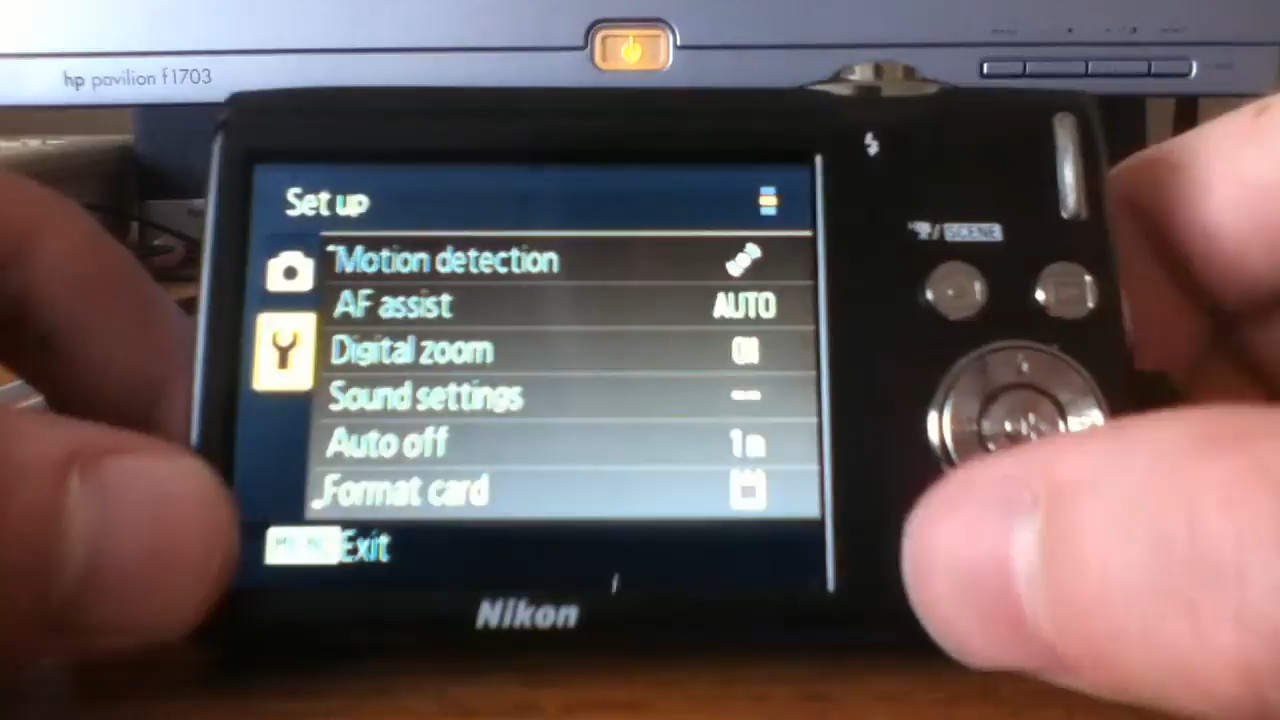 hp pavilion f1703
Set up
SCENE
Motion detection
AF assist AUTO
Digital zoom ON
Sound settings --
Auto off 1m
Format card
MENU Exit
Nikon